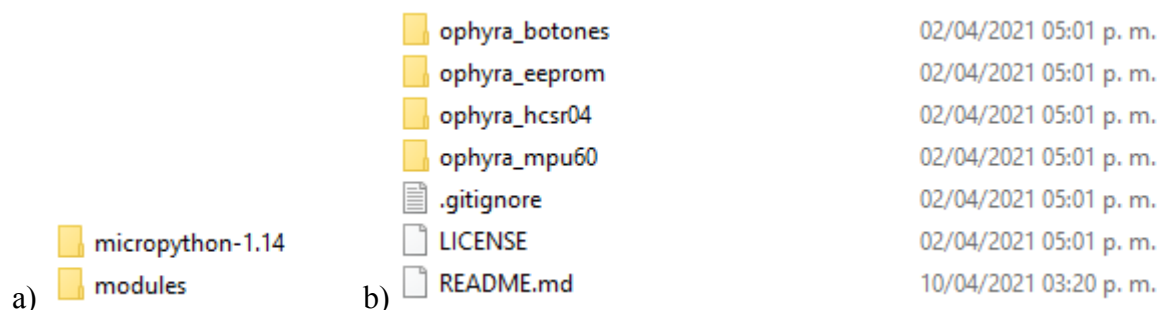 ophyra_botones 02/04/2021 05:01 p. m.
ophyra_eeprom 02/04/2021 05:01 p. m.
ophyra_hcsr04 02/04/2021 05:01 p. m.
ophyra_mpu60 02/04/2021 05:01 p. m.
.gitignore 02/04/2021 05:01 p. m.
micropython-1.14 LICENSE 02/04/2021 05:01 p. m.
a) modules b) README.md 10/04/2021 03:20 p. m.